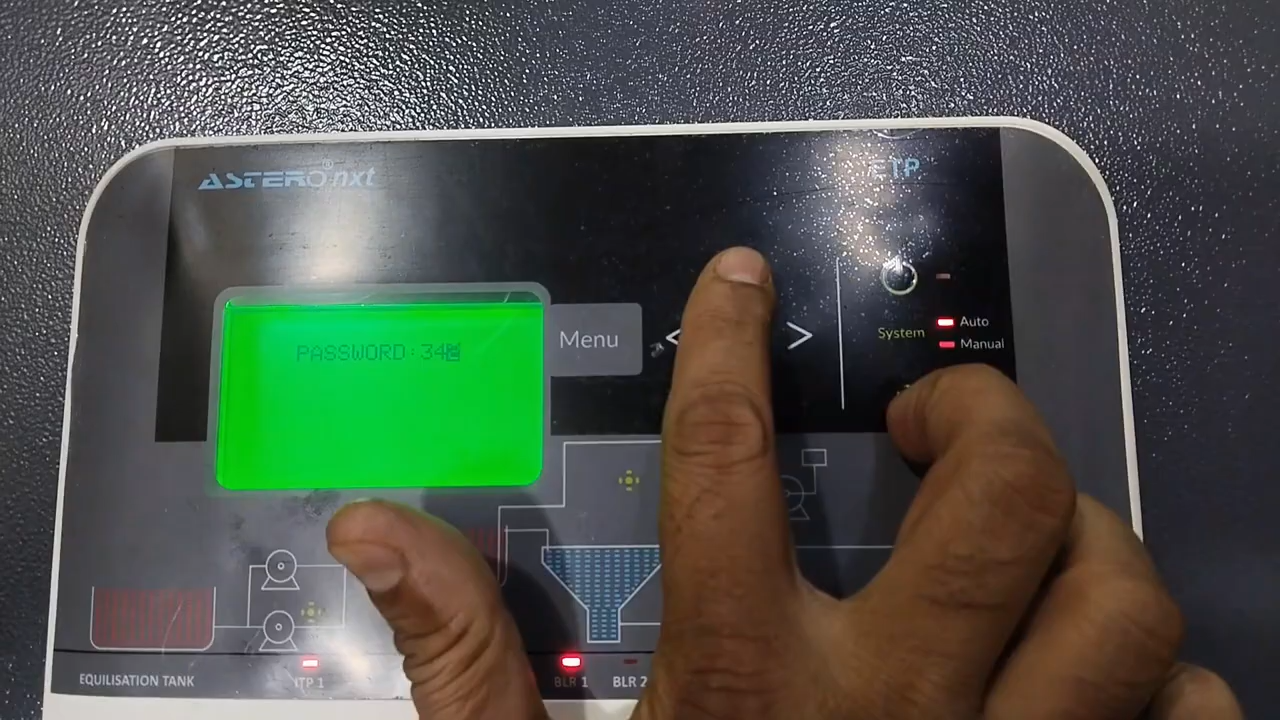 ASTERO nxt
ETP
PASSWORD:34
Menu
<
>
System
Auto
Manual
EQUILISATION TANK
ITP 1
BLR 1
BLR 2